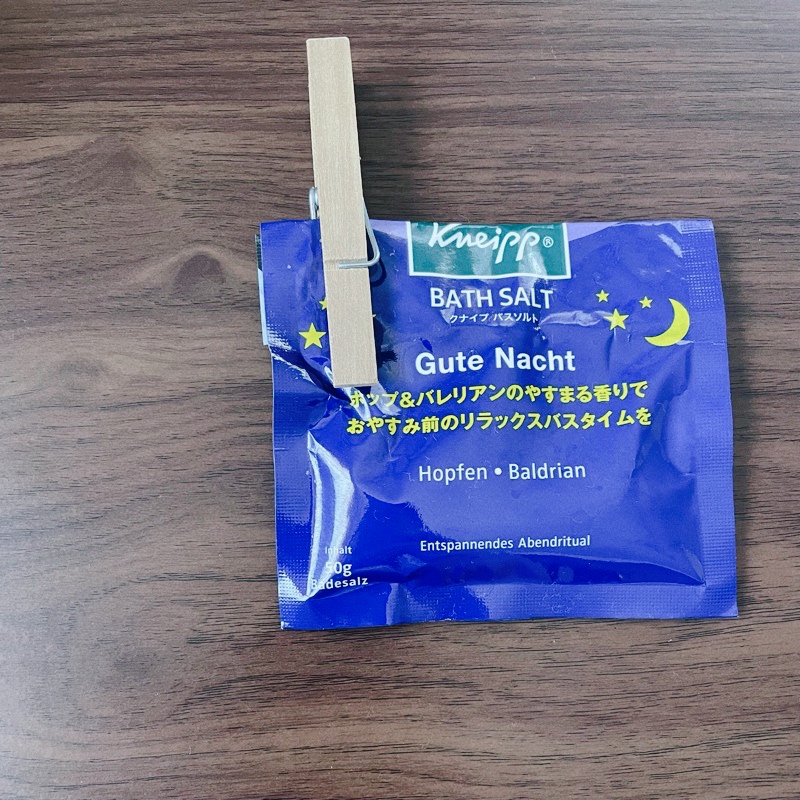 Kneipp®
BATH SALT
クナイプ バスソルト
Gute Nacht
ホップ&バレリアンのやすまる香りで
おやすみ前のリラックスバスタイムを
Hopfen • Baldrian
Entspannendes Abendritual
Inhalt
50g
Badesalz